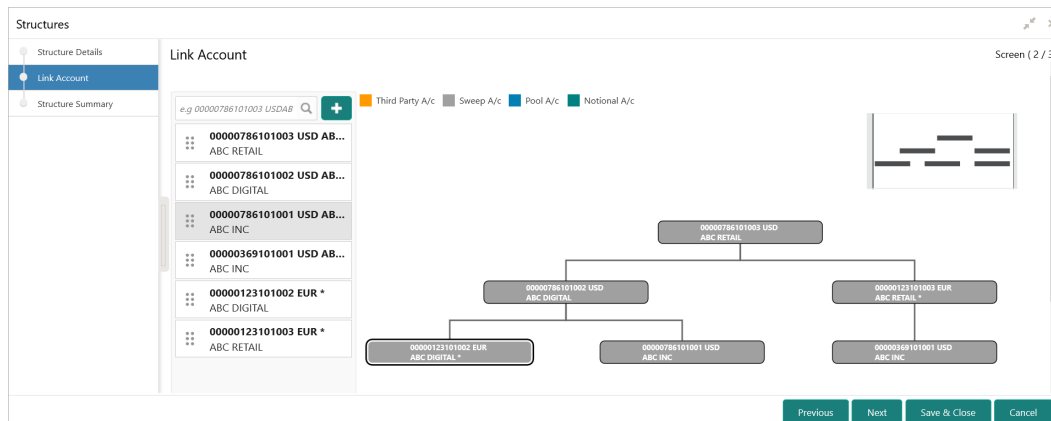 Structures
Structure Details
Link Account
Structure Summary
Link Account
Screen ( 2 / 3
e.g 00000786101003 USDAB
00000786101003 USD AB...
ABC RETAIL
00000786101002 USD AB...
ABC DIGITAL
00000786101001 USD AB...
ABC INC
00000369101001 USD AB...
ABC INC
00000123101002 EUR *
ABC DIGITAL
00000123101003 EUR *
ABC RETAIL
Third Party A/c Sweep A/c Pool A/c Notional A/c
00000786101003 USD
ABC RETAIL
00000786101002 USD
ABC DIGITAL
00000123101003 EUR
ABC RETAIL *
00000123101002 EUR
ABC DIGITAL *
00000786101001 USD
ABC INC
00000369101001 USD
ABC INC
Previous Next Save & Close Cancel